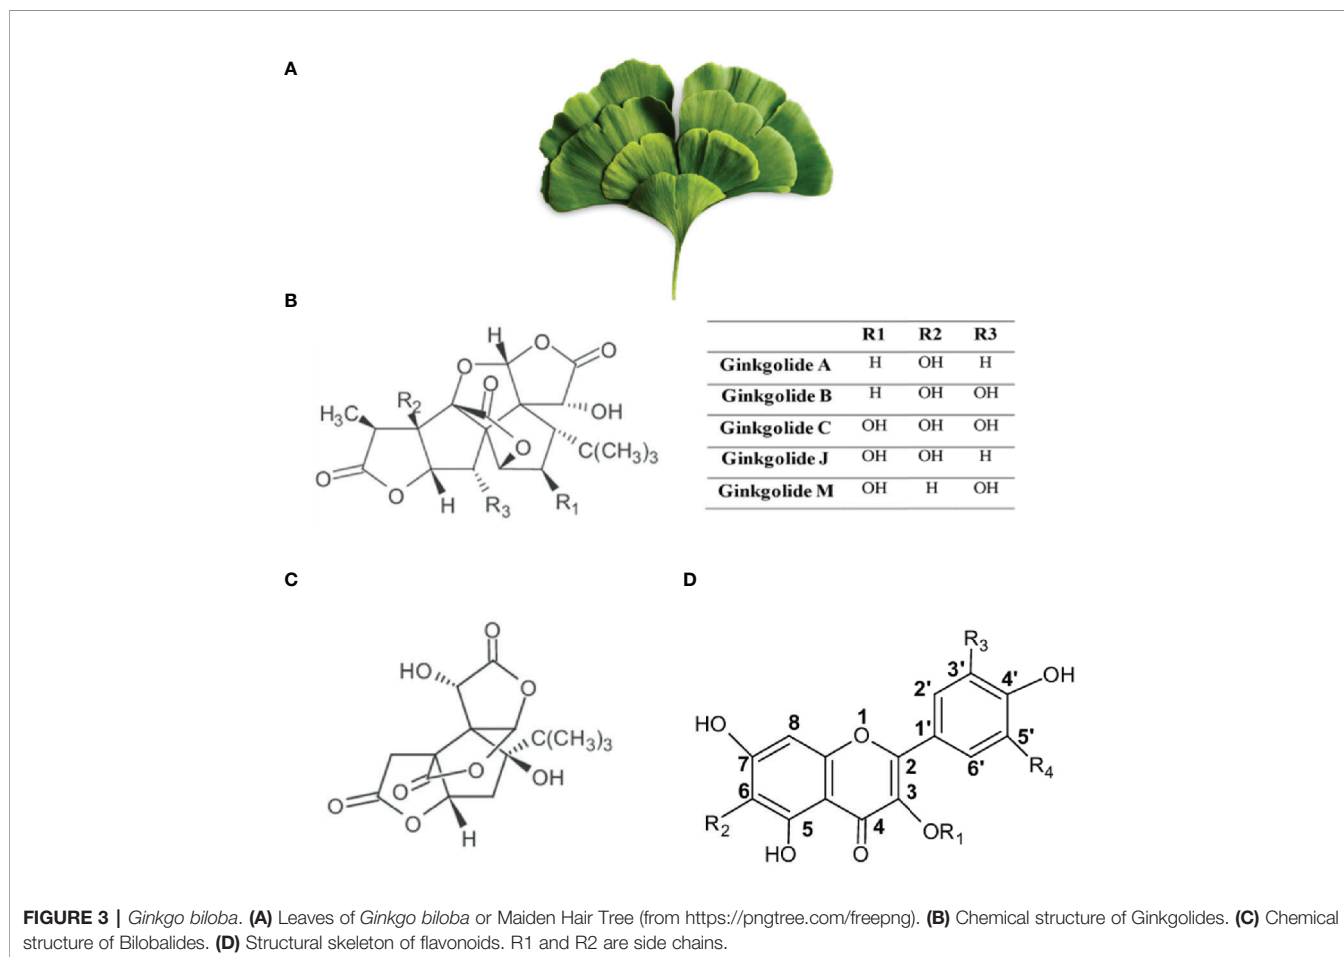 A
B
H
O
O
O
O
R2
H3C
OH
O
C(CH3)3
O
O
H
R3
R1
R1 R2 R3
Ginkgolide A H OH H
Ginkgolide B H OH OH
Ginkgolide C OH OH OH
Ginkgolide J OH OH H
Ginkgolide M OH H OH
C
O
HO
O
C(CH3)3
O
OH
O
O
O
H
D
R3
3' 4' OH
2'
HO 8 O 1 1' 5'
7 2 6' R4
6 3
R2 5 4 OR1
HO O
FIGURE 3 | Ginkgo biloba. (A) Leaves of Ginkgo biloba or Maiden Hair Tree (from https://pngtree.com/freepng). (B) Chemical structure of Ginkgolides. (C) Chemical
structure of Bilobalides. (D) Structural skeleton of flavonoids. R1 and R2 are side chains.